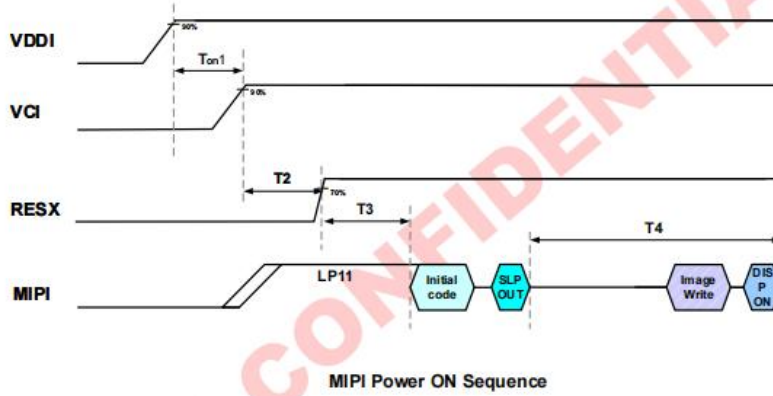 VDDI
90%
Ton1
VCI
90%
T2
RESX
70%
T3
T4
MIPI
LP11
Initial
code
SLP
OUT
Image
Write
DIS
P
ON
CONFIDENTIA
MIPI Power ON Sequence